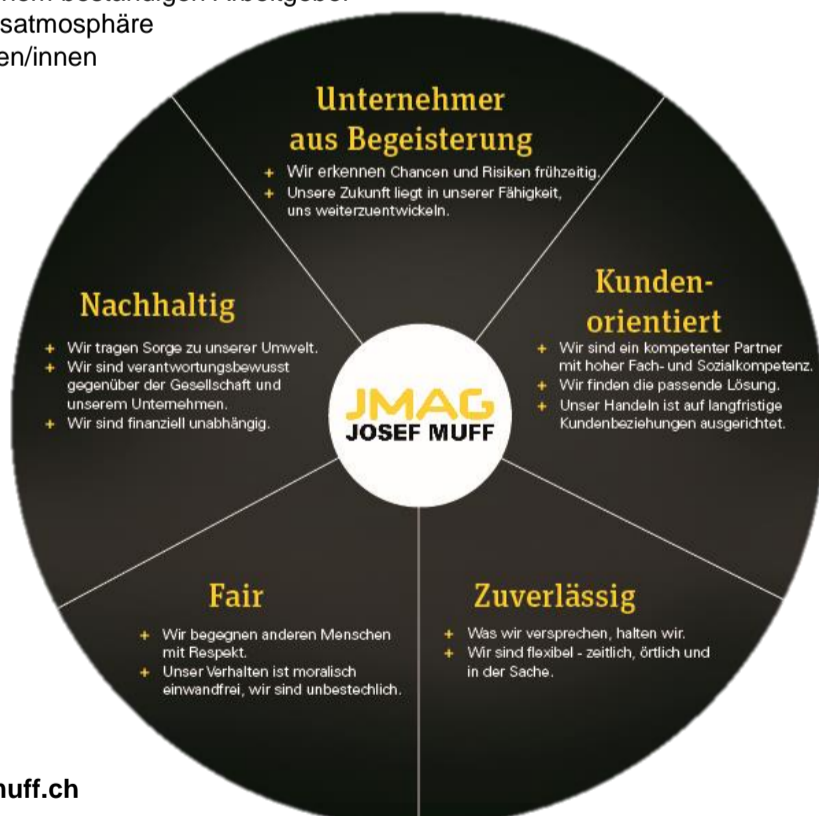 beständigen Arbeitgeber
satmosphäre
en/innen
Unternehmer
aus Begeisterung
+ Wir erkennen Chancen und Risiken frühzeitig.
+ Unsere Zukunft liegt in unserer Fähigkeit,
uns weiterzuentwickeln.
Kunden-
orientiert
+ Wir sind ein kompetenter Partner
mit hoher Fach- und Sozialkompetenz.
+ Wir finden die passende Lösung.
+ Unser Handeln ist auf langfristige
Kundenbeziehungen ausgerichtet.
Nachhaltig
+ Wir tragen Sorge zu unserer Umwelt.
+ Wir sind verantwortungsbewusst
gegenüber der Gesellschaft und
unserem Unternehmen.
+ Wir sind finanziell unabhängig.
JMAG
JOSEF MUFF
Fair
+ Wir begegnen anderen Menschen
mit Respekt.
+ Unser Verhalten ist moralisch
einwandfrei, wir sind unbestechlich.
Zuverlässig
+ Was wir versprechen, halten wir.
+ Wir sind flexibel - zeitlich, örtlich und
in der Sache.
nuff.ch